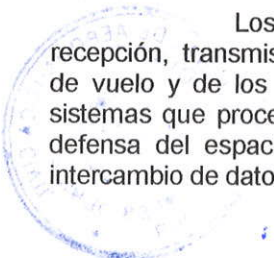 Los
recepción, transmis
de vuelo y de los
sistemas que proce
defensa del espac
intercambio de dato